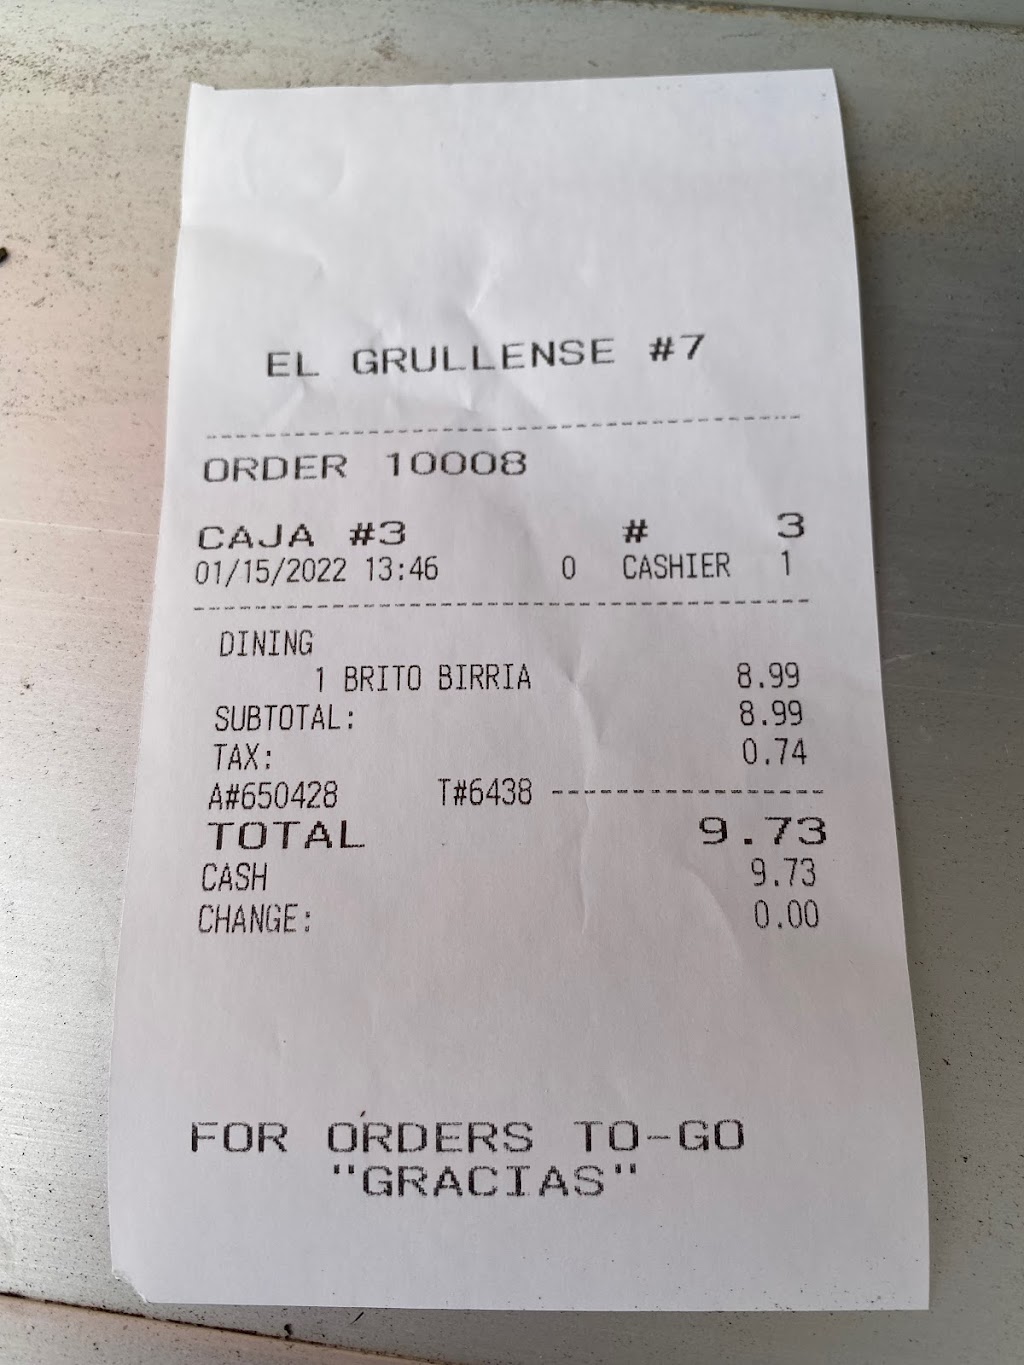 EL GRULLENSE #7
ORDER 10008
CAJA #3 # 3
01/15/2022 13:46 0 CASHIER 1
DINING
1 BRITO BIRRIA 8.99
SUBTOTAL: 8.99
TAX: 0.74
A#650428 T#6438
TOTAL 9.73
CASH 9.73
CHANGE: 0.00
FOR ORDERS TO-GO
"GRACIAS"